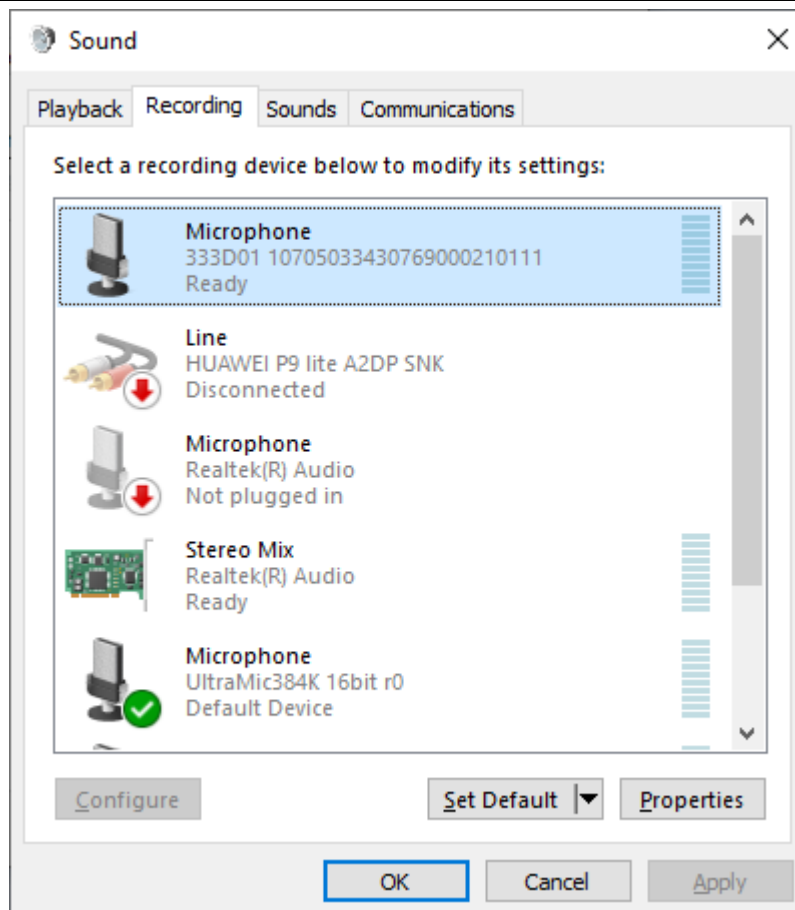 Sound
Playback Recording Sounds Communications
Select a recording device below to modify its settings:
Microphone
333D01 10705033430769000210111
Ready
Line
HUAWEI P9 lite A2DP SNK
Disconnected
Microphone
Realtek(R) Audio
Not plugged in
Stereo Mix
Realtek(R) Audio
Ready
Microphone
UltraMic384K 16bit r0
Default Device
Configure Set Default Properties
OK Cancel Apply